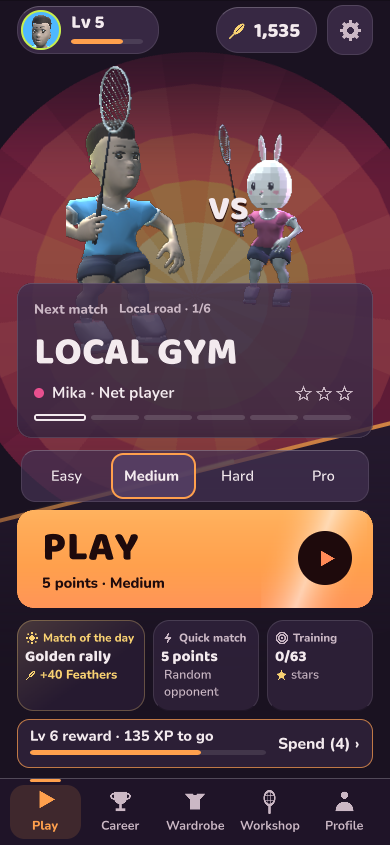 Lv 5
1,535
VS
Next match Local road · 1/6
LOCAL GYM
Mika · Net player
Easy Medium Hard Pro
PLAY
5 points · Medium
Match of the day
Golden rally
+40 Feathers
Quick match
5 points
Random
opponent
Training
0/63
stars
Lv 6 reward · 135 XP to go
Spend (4) ›
Play Career Wardrobe Workshop Profile